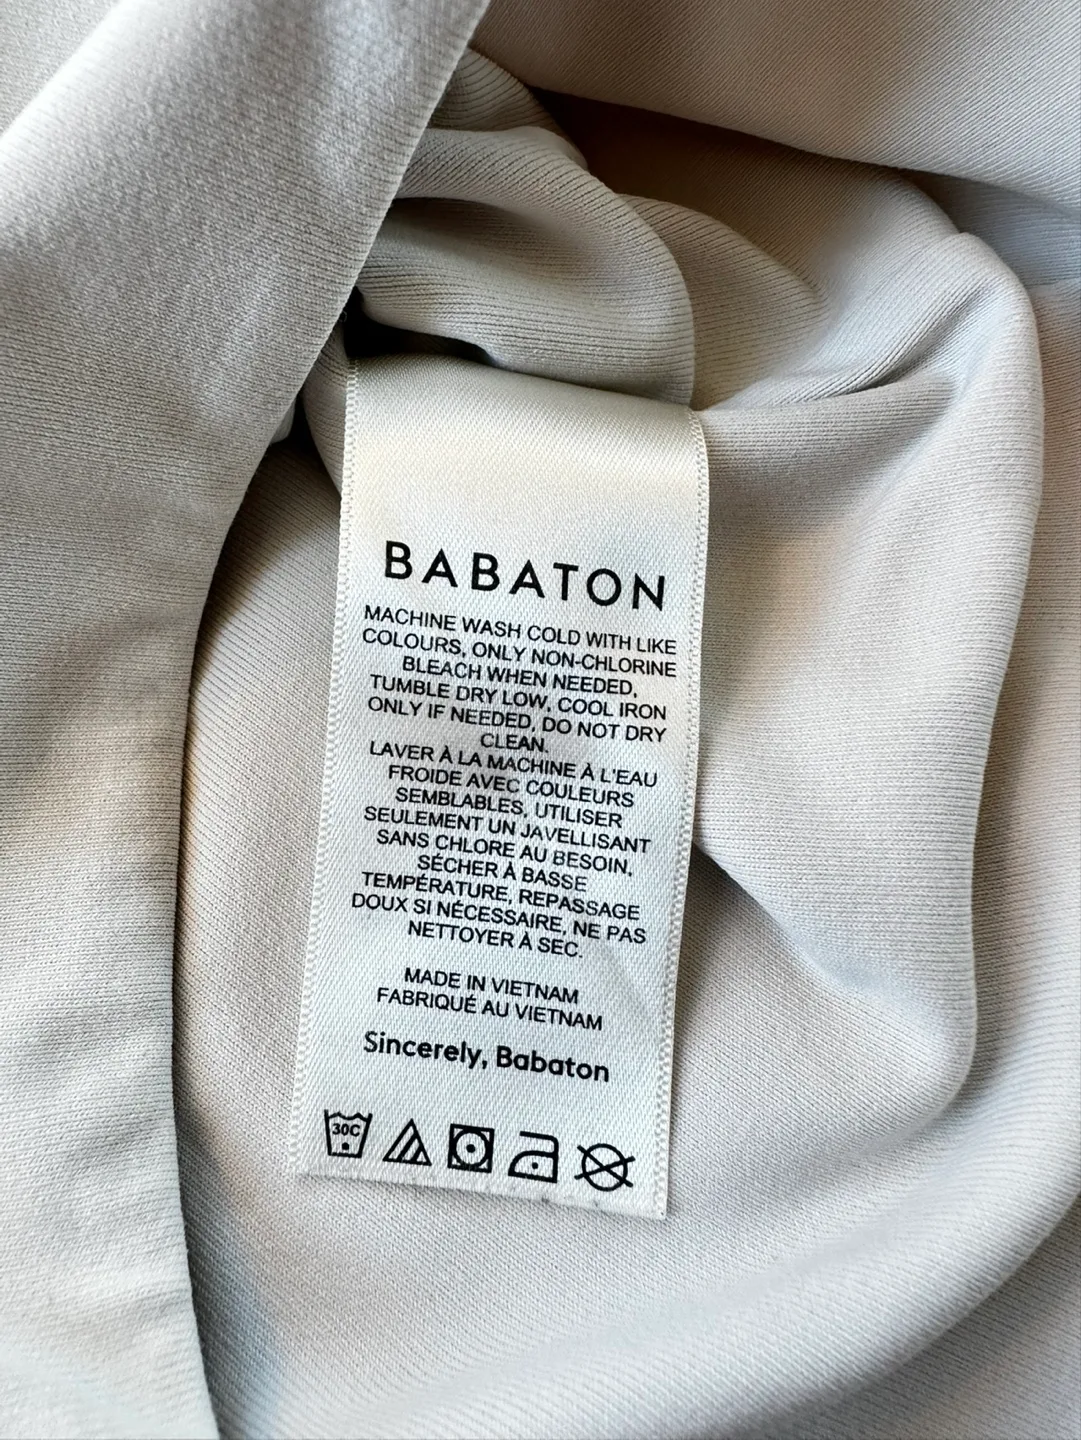 BABATON
MACHINE WASH COLD WITH LIKE
COLOURS, ONLY NON-CHLORINE
BLEACH WHEN NEEDED,
TUMBLE DRY LOW, COOL IRON
ONLY IF NEEDED, DO NOT DRY
CLEAN.
LAVER À LA MACHINE À L'EAU
FROIDE AVEC COULEURS
SEMBLABLES, UTILISER
SEULEMENT UN JAVELLISANT
SANS CHLORE AU BESOIN,
SÉCHER À BASSE
TEMPÉRATURE, REPASSAGE
DOUX SI NÉCESSAIRE, NE PAS
NETTOYER À SEC.
MADE IN VIETNAM
FABRIQUÉ AU VIETNAM
Sincerely, Babaton
30C